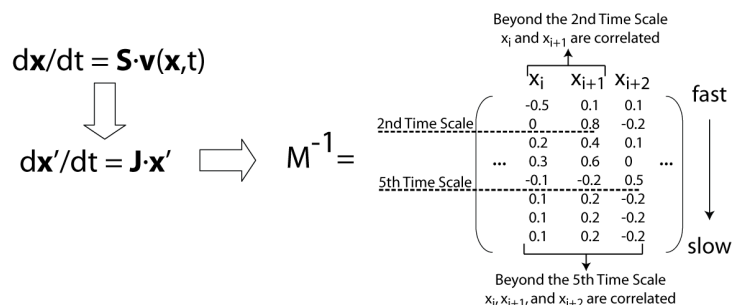 Beyond the 2nd Time Scale
xᵢ and xᵢ₊₁ are correlated
dx/dt = S·v(x,t)
xᵢ xᵢ₊₁ xᵢ₊₂
fast
-0.5 0.1 0.1
2nd Time Scale 0 0.8 -0.2
0.2 0.4 0.1
dx'/dt = J·x' M⁻¹= ... 0.3 0.6 0 ...
5th Time Scale -0.1 -0.2 0.5
0.1 0.2 -0.2
0.1 0.2 -0.2
0.1 0.2 -0.2
slow
Beyond the 5th Time Scale
xᵢ, xᵢ₊₁, and xᵢ₊₂ are correlated